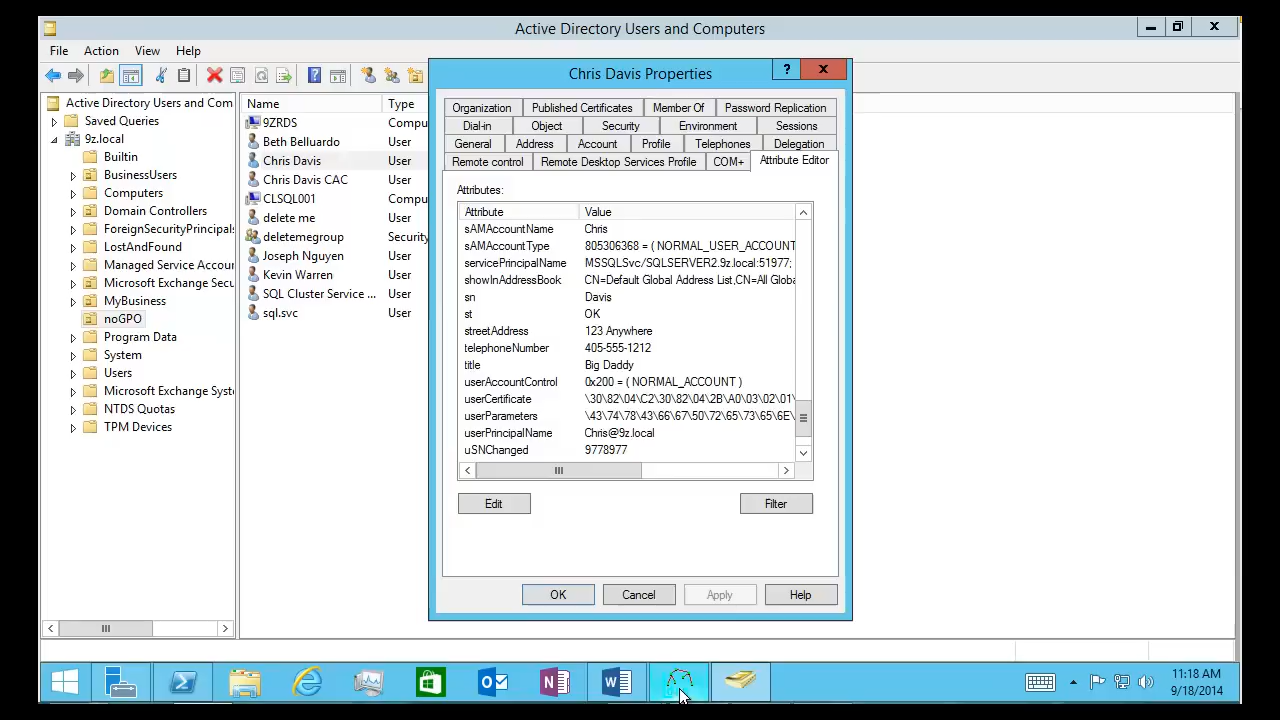 Active Directory Users and Computers
File Action View Help
Active Directory Users and Com
Saved Queries
9z.local
Builtin
BusinessUsers
Computers
Domain Controllers
ForeignSecurityPrincipals
LostAndFound
Managed Service Accour
Microsoft Exchange Secu
MyBusiness
noGPO
Program Data
System
Users
Microsoft Exchange Syst
NTDS Quotas
TPM Devices
Name Type
9ZRDS Compu
Beth Belluardo User
Chris Davis User
Chris Davis CAC User
CLSQL001 Compu
delete me User
deletemegroup Security
Joseph Nguyen User
Kevin Warren User
SQL Cluster Service ... User
sql.svc User
Chris Davis Properties
Organization Published Certificates Member Of Password Replication
Dial-in Object Security Environment Sessions
General Address Account Profile Telephones Delegation
Remote control Remote Desktop Services Profile COM+ Attribute Editor
Attributes:
Attribute Value
sAMAccountName Chris
sAMAccountType 805306368 = ( NORMAL_USER_ACCOUNT
servicePrincipalName MSSQLSvc/SQLSERVER2.9z.local:51977;
showInAddressBook CN=Default Global Address List,CN=All Globa
sn Davis
st OK
streetAddress 123 Anywhere
telephoneNumber 405-555-1212
title Big Daddy
userAccountControl 0x200 = ( NORMAL_ACCOUNT )
userCertificate \30\82\04\C2\30\82\04\2B\A0\03\02\01\
userParameters \43\74\78\43\66\67\50\72\65\73\65\6E\
userPrincipalName Chris@9z.local
uSNChanged 9778977
Edit Filter
OK Cancel Apply Help
11:18 AM
9/18/2014